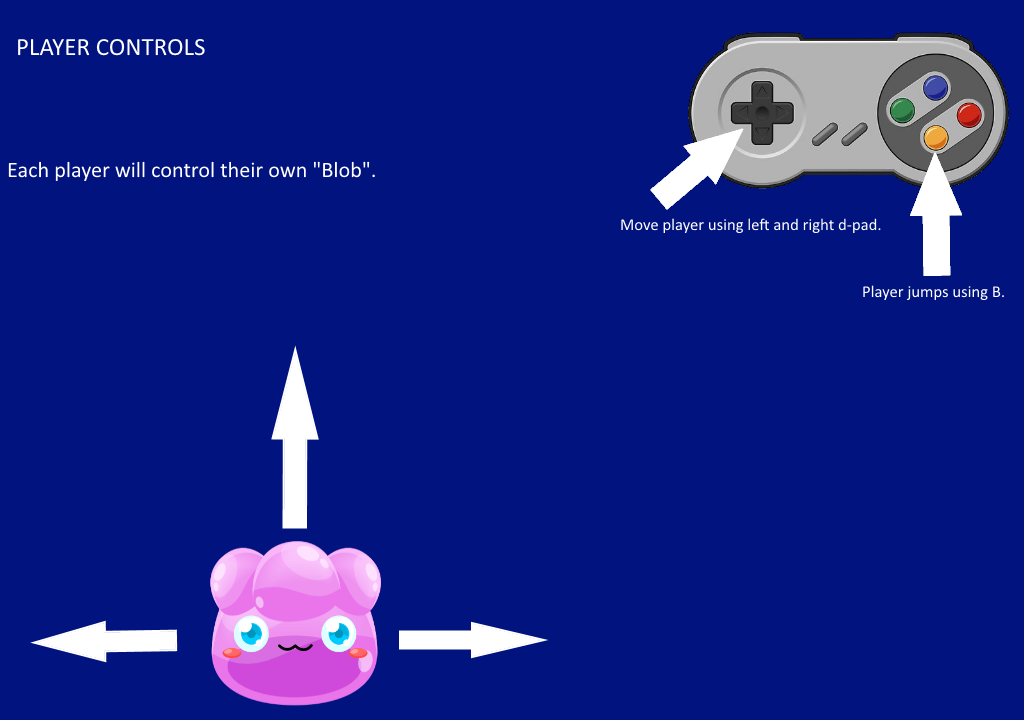 PLAYER CONTROLS
Each player will control their own "Blob".
Move player using left and right d-pad.
Player jumps using B.